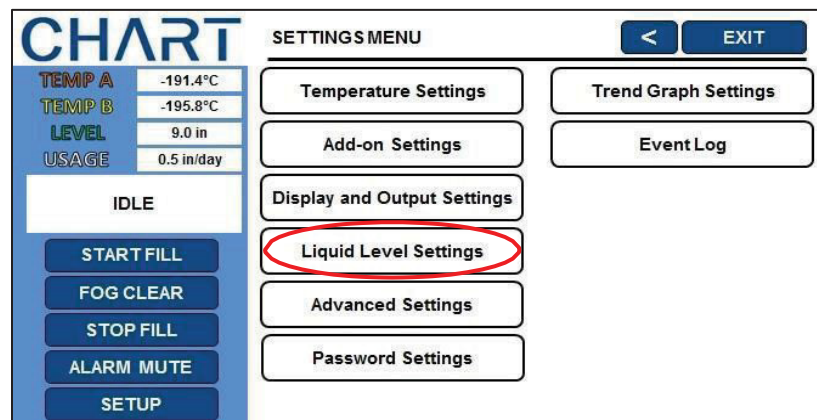 CHART
TEMP A -191.4°C
TEMP B -195.8°C
LEVEL 9.0 in
USAGE 0.5 in/day
IDLE
START FILL
FOG CLEAR
STOP FILL
ALARM MUTE
SETUP
SETTINGS MENU
< EXIT
Temperature Settings
Add-on Settings
Display and Output Settings
Liquid Level Settings
Advanced Settings
Password Settings
Trend Graph Settings
Event Log